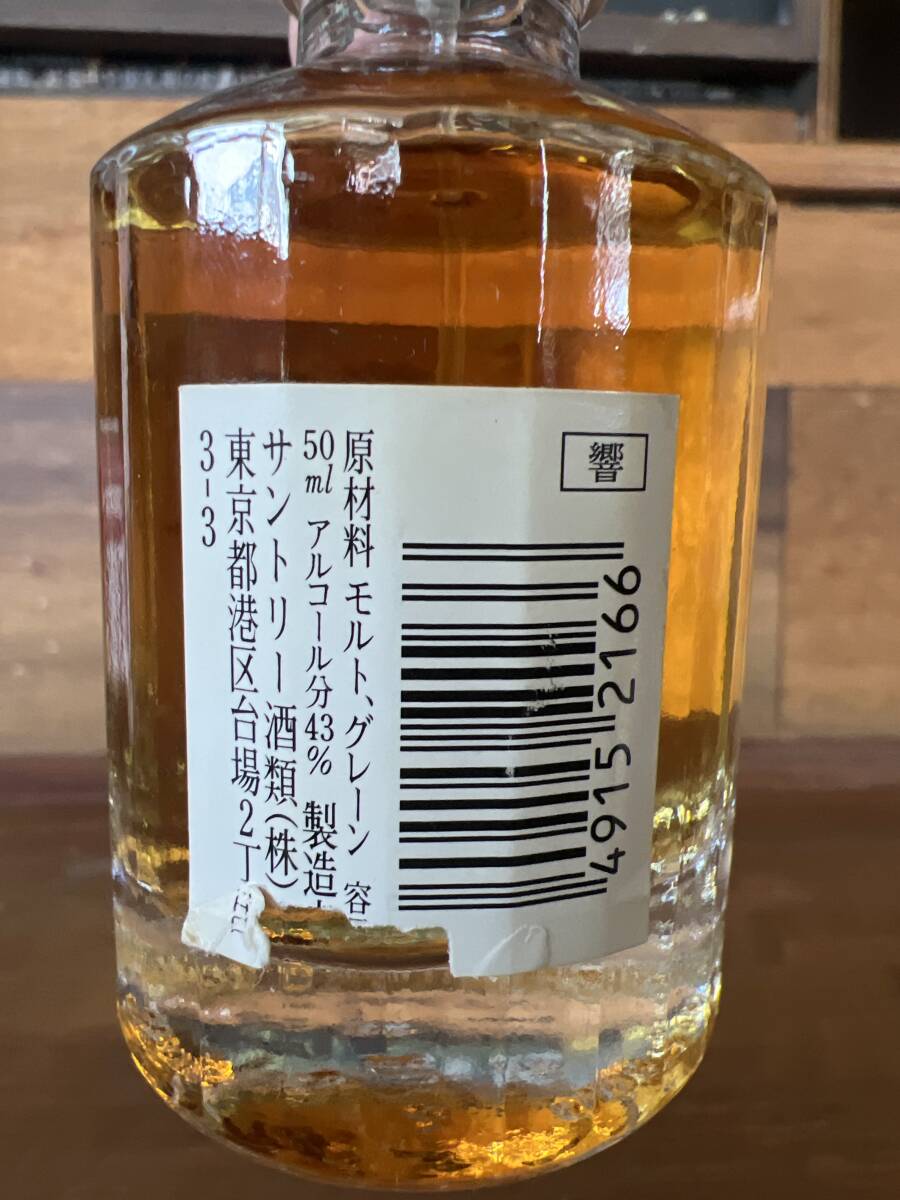 響
原材料 モルト、グレーン 容
50ml アルコール分43% 製造
サントリー酒類(株)
東京都港区台場2丁
3-3
4915 2166